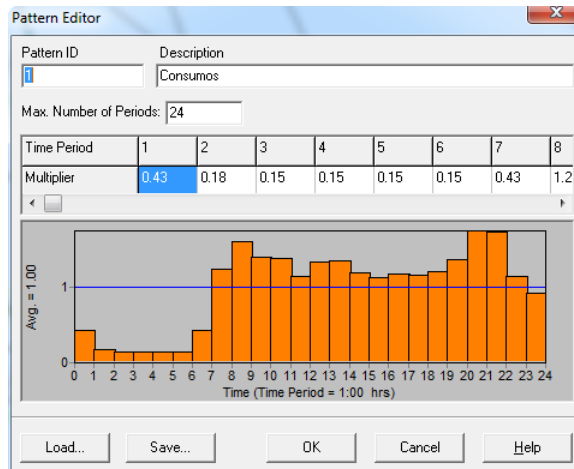 Pattern Editor
Pattern ID Description
1 Consumos
Max. Number of Periods: 24
Time Period 1 2 3 4 5 6 7 8
Multiplier 0.43 0.18 0.15 0.15 0.15 0.15 0.43 1.2
Avg. = 1.00
1
0
0 1 2 3 4 5 6 7 8 9 10 11 12 13 14 15 16 17 18 19 20 21 22 23 24
Time (Time Period = 1:00 hrs)
Load... Save... OK Cancel Help